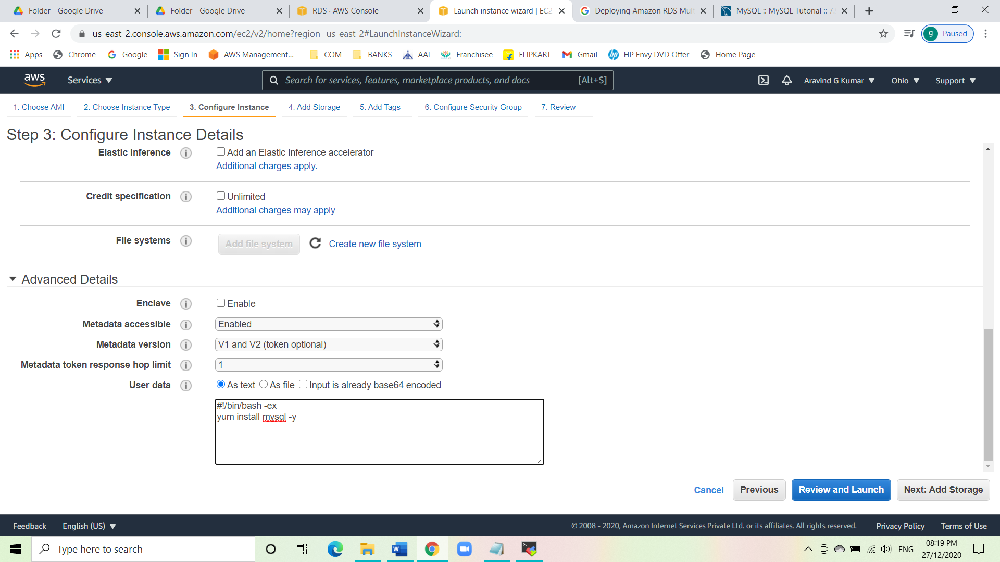 Folder - Google Drive
Folder - Google Drive
RDS · AWS Console
Launch instance wizard | EC2
Deploying Amazon RDS Mul
MySQL :: MySQL Tutorial :: 7.
us-east-2.console.aws.amazon.com/ec2/v2/home?region=us-east-2#LaunchInstanceWizard:
g Paused
Apps
Chrome
Google
Sign In
AWS Management...
COM
BANKS
AAI
Franchisee
FLIPKART
Gmail
HP Envy DVD Offer
Home Page
aws
Services
Search for services, features, marketplace products, and docs [Alt+S]
Aravind G Kumar
Ohio
Support
1. Choose AMI
2. Choose Instance Type
3. Configure Instance
4. Add Storage
5. Add Tags
6. Configure Security Group
7. Review
Step 3: Configure Instance Details
Elastic Inference
Add an Elastic Inference accelerator
Additional charges apply.
Credit specification
Unlimited
Additional charges may apply
File systems
Add file system
Create new file system
Advanced Details
Enclave
Enable
Metadata accessible
Enabled
Metadata version
V1 and V2 (token optional)
Metadata token response hop limit
1
User data
As text
As file
Input is already base64 encoded
#!/bin/bash -ex
yum install mysql -y
Cancel
Previous
Review and Launch
Next: Add Storage
Feedback
English (US)
© 2008 - 2020, Amazon Internet Services Private Ltd. or its affiliates. All rights reserved.
Privacy Policy
Terms of Use
Type here to search
ENG
08:19 PM
27/12/2020